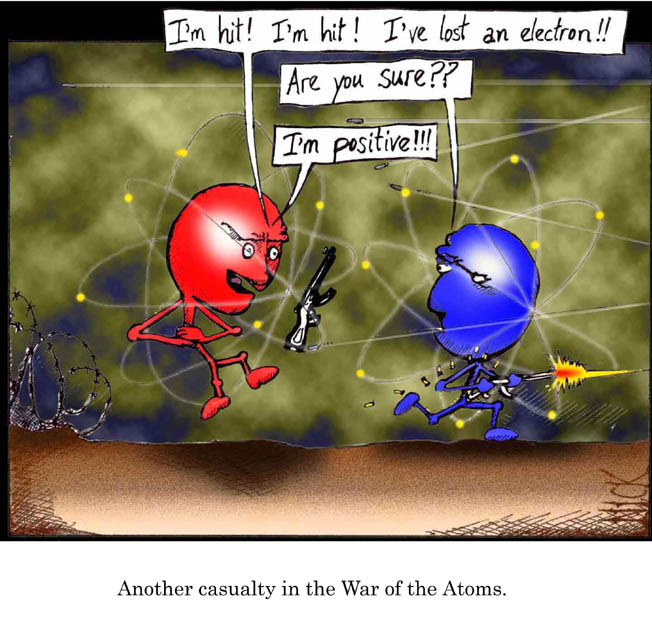 I'm hit! I'm hit! I've lost an electron!!
Are you sure??
I'm positive!!!
Another casualty in the War of the Atoms.